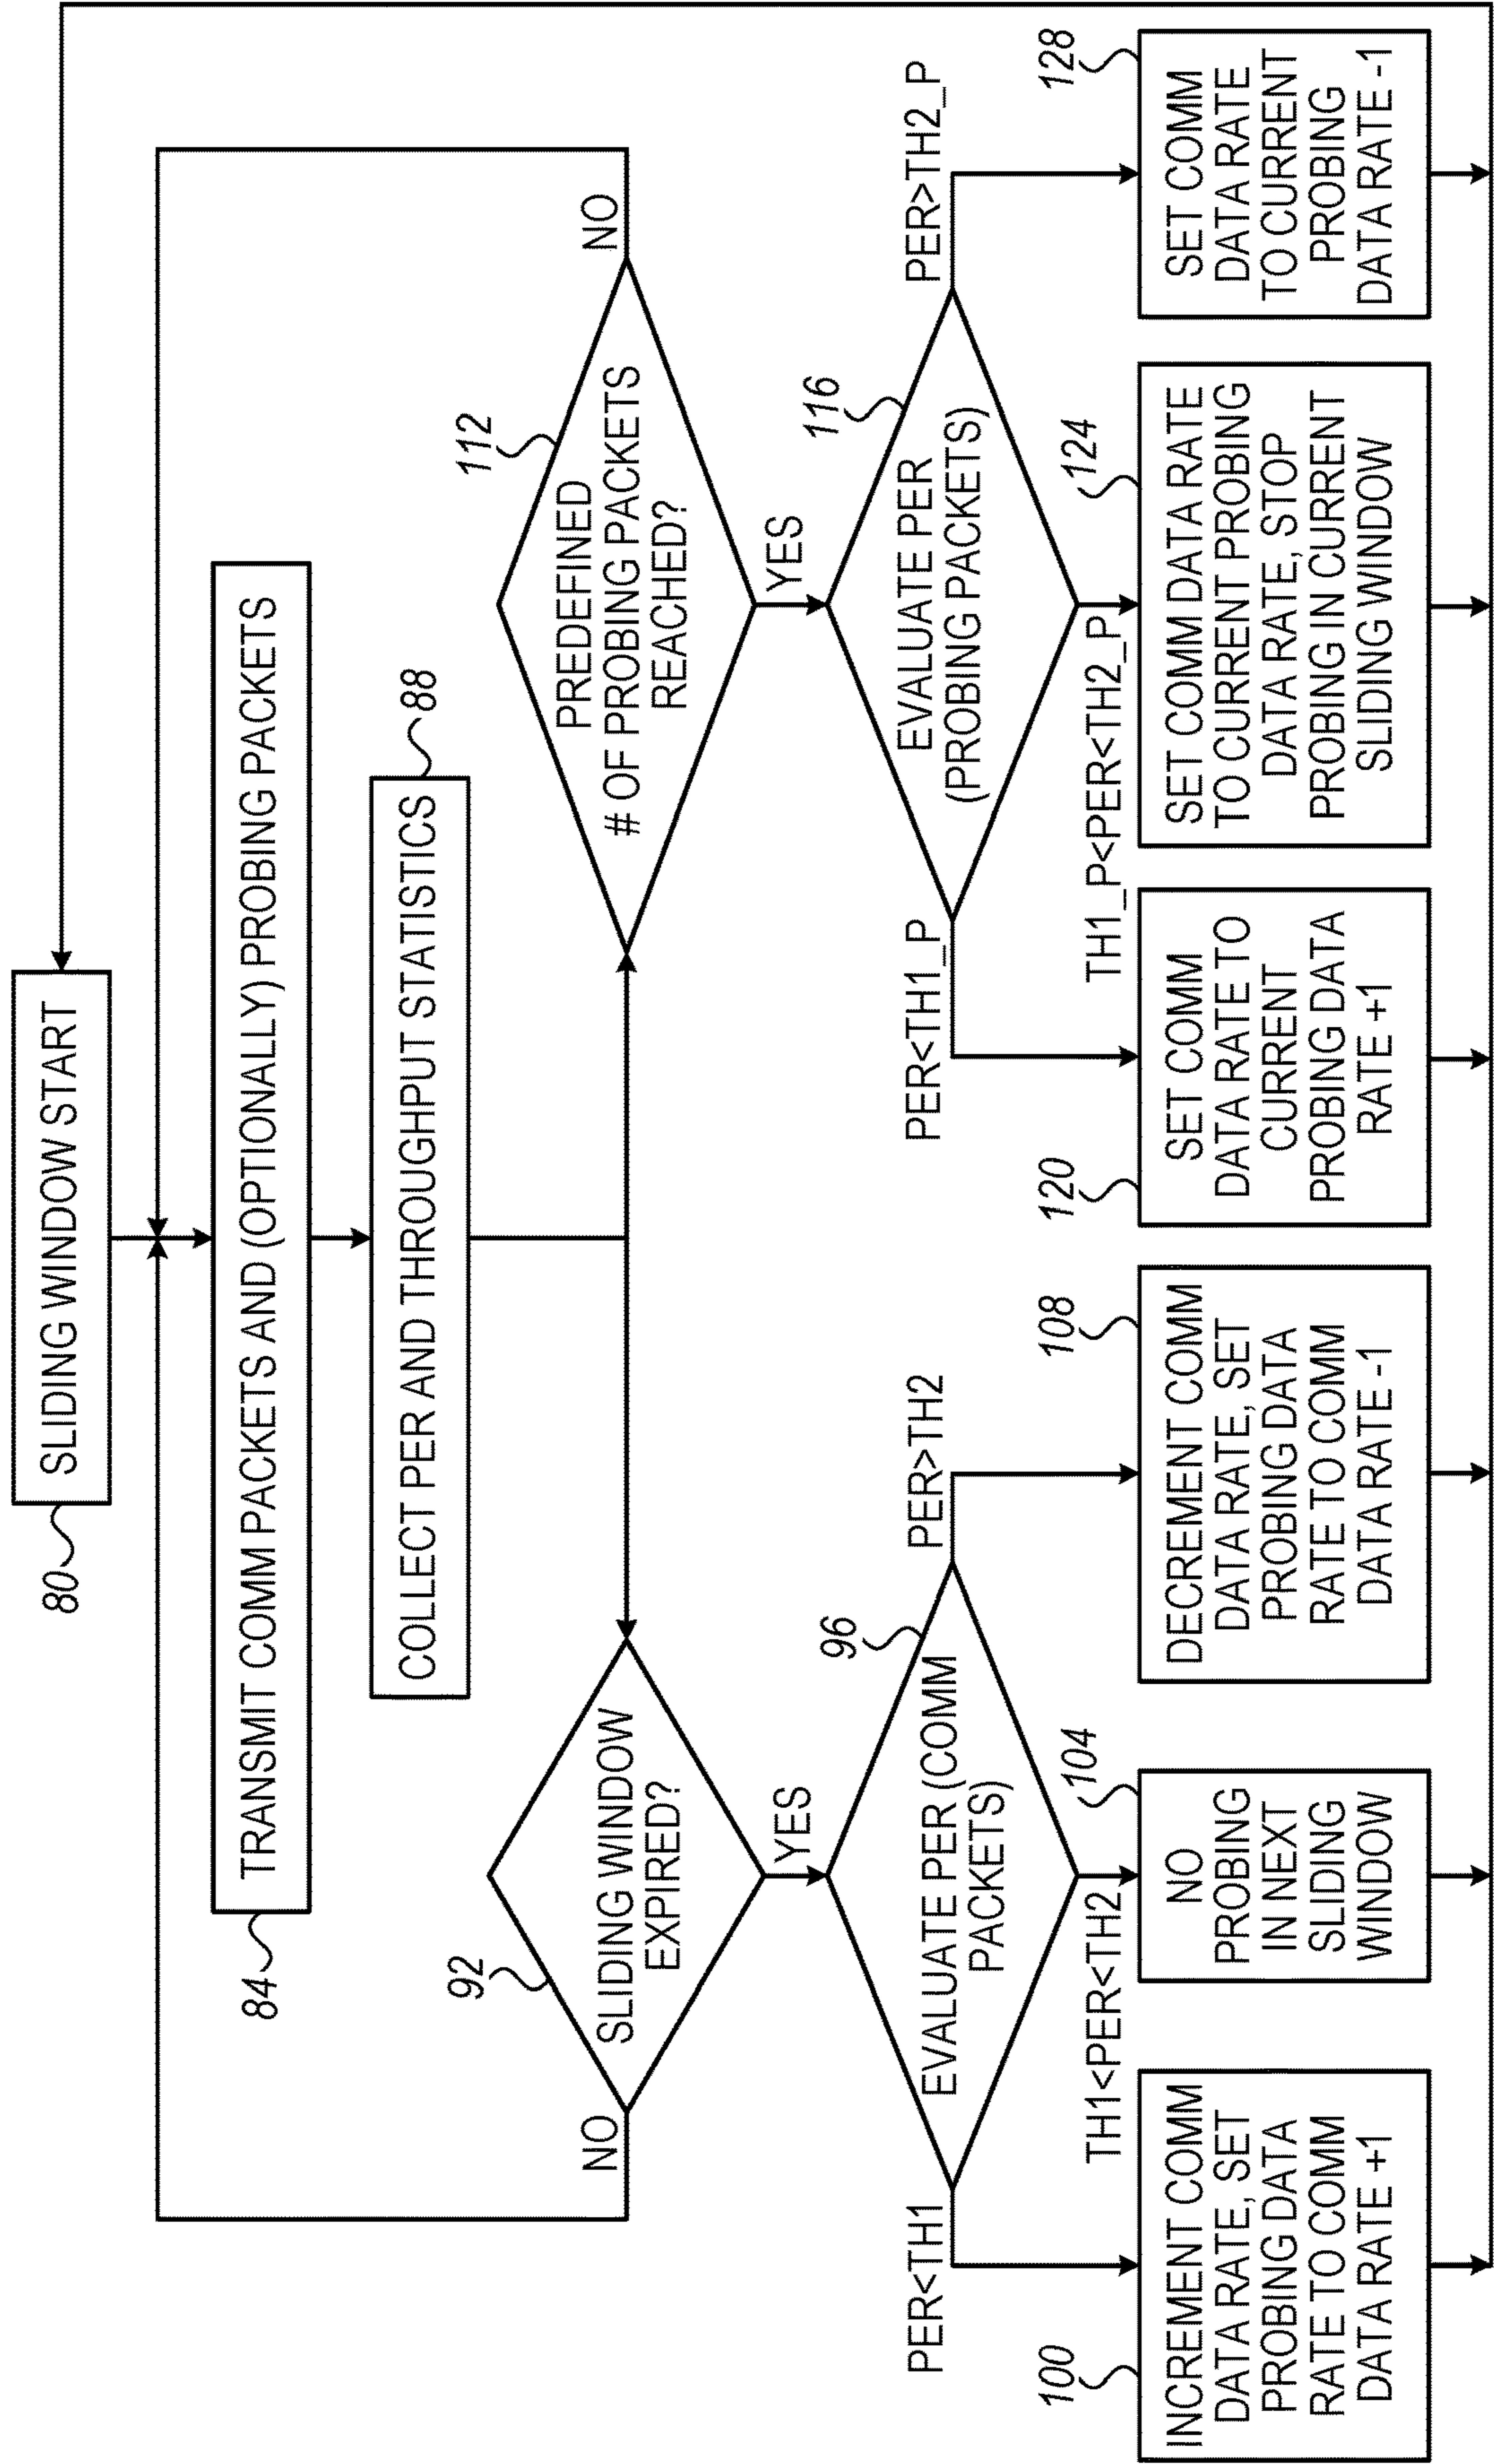 80
SLIDING WINDOW START
84
TRANSMIT COMM PACKETS AND (OPTIONALLY) PROBING PACKETS
COLLECT PER AND THROUGHPUT STATISTICS
88
92
SLIDING WINDOW
EXPIRED?
NO
YES
112
PREDEFINED
# OF PROBING PACKETS
REACHED?
NO
YES
96
EVALUATE PER (COMM
PACKETS)
PER<TH1
TH1<PER<TH2
PER>TH2
116
EVALUATE PER
(PROBING PACKETS)
PER<TH1_P
TH1_P<PER<TH2_P
PER>TH2_P
100
INCREMENT COMM
DATA RATE, SET
PROBING DATA
RATE TO COMM
DATA RATE +1
104
NO
PROBING
IN NEXT
SLIDING
WINDOW
108
DECREMENT COMM
DATA RATE, SET
PROBING DATA
RATE TO COMM
DATA RATE -1
120
SET COMM
DATA RATE TO
CURRENT
PROBING DATA
RATE +1
124
SET COMM DATA RATE
TO CURRENT PROBING
DATA RATE, STOP
PROBING IN CURRENT
SLIDING WINDOW
128
SET COMM
DATA RATE
TO CURRENT
PROBING
DATA RATE -1